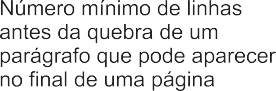 Número mínimo de linhas
antes da quebra de um
parágrafo que pode aparecer
no final de uma página